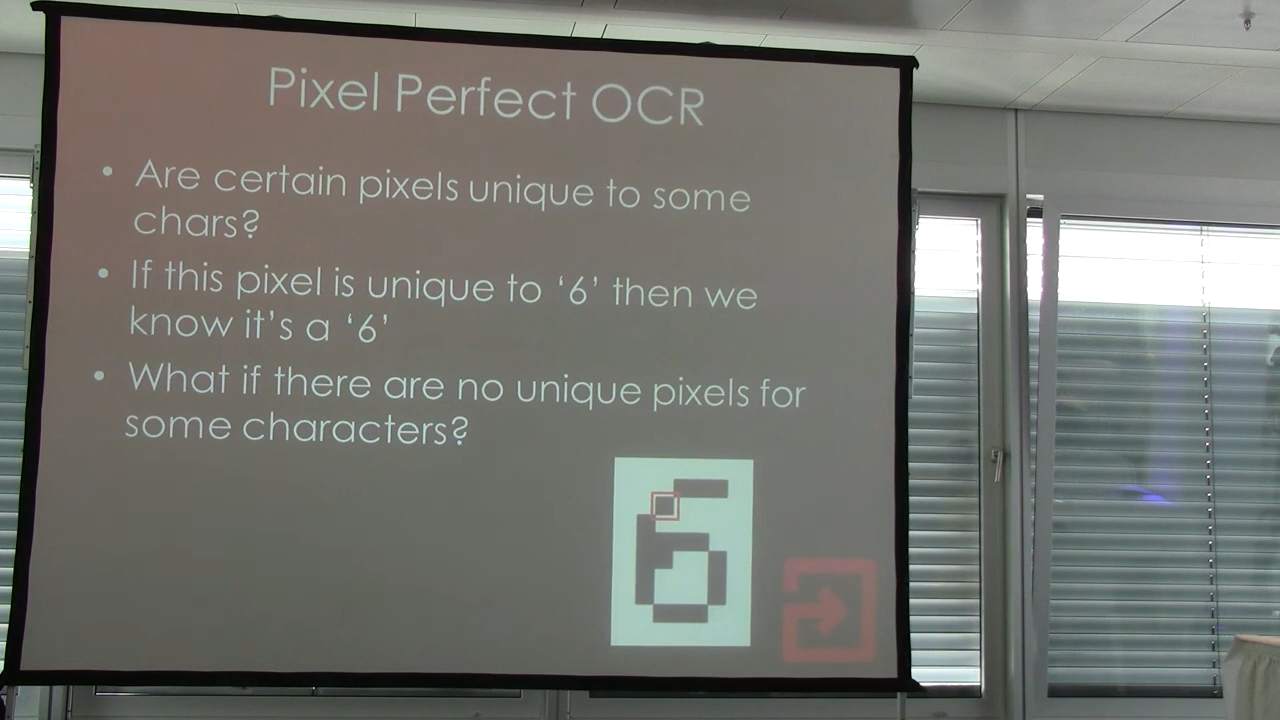 Pixel Perfect OCR
• Are certain pixels unique to some
chars?
• If this pixel is unique to ‘6’ then we
know it’s a ‘6’
• What if there are no unique pixels for
some characters?
6